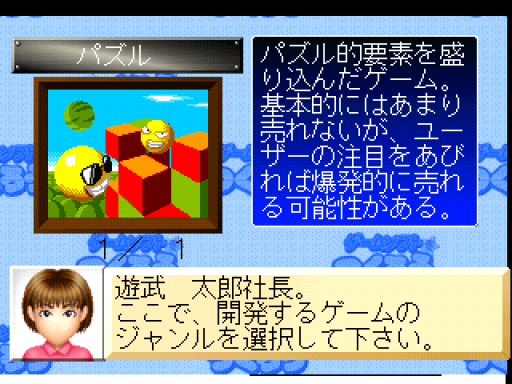 パズル
パズル的要素を盛
り込んだゲーム。
基本的にはあまり
売れないが、ユー
ザーの注目をあび
れば爆発的に売れ
る可能性がある。
1／ 1
遊武　太郎社長。
ここで、開発するゲームの
ジャンルを選択して下さい。